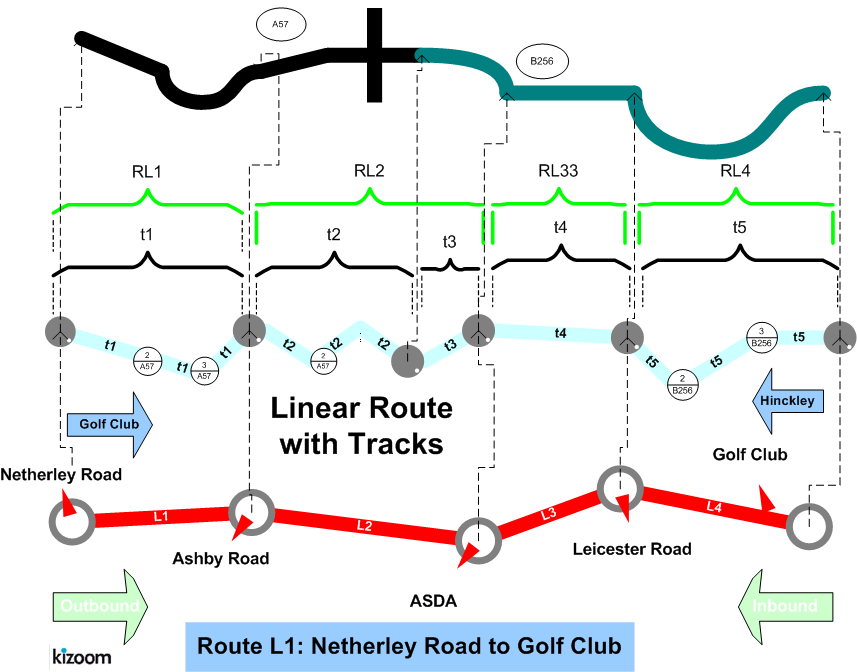 A57
B256
RL1
RL2
RL33
RL4
t1
t2
t3
t4
t5
t1
2
A57
t1
3
A57
t1
t2
2
A57
t2
t2
t3
t4
t5
2
B256
t5
3
B256
t5
Golf Club
Linear Route
with Tracks
Hinckley
Netherley Road
Golf Club
L1
L2
L3
L4
Ashby Road
Leicester Road
ASDA
Outbound
Inbound
Route L1: Netherley Road to Golf Club
kizoom